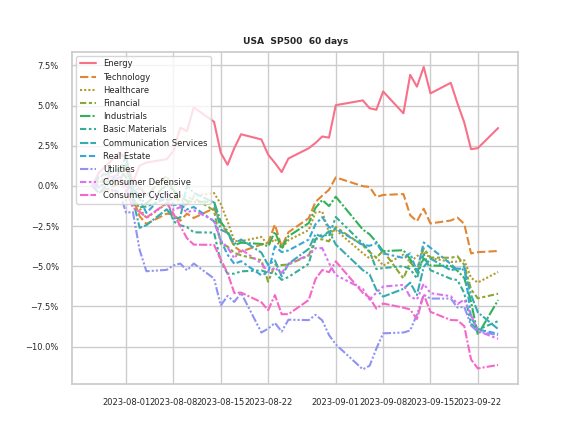 USA SP500 60 days
7.5%
5.0%
2.5%
0.0%
−2.5%
−5.0%
−7.5%
−10.0%
Energy
Technology
Healthcare
Financial
Industrials
Basic Materials
Communication Services
Real Estate
Utilities
Consumer Defensive
Consumer Cyclical
2023-08-01 2023-08-08 2023-08-15 2023-08-22 2023-09-01 2023-09-08 2023-09-15 2023-09-22